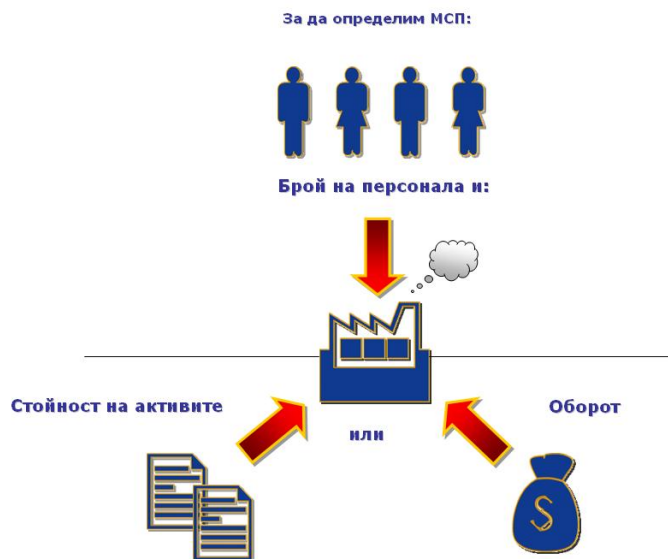 За да определим МСП:
Брой на персонала и:
Стойност на активите
Оборот
или
$